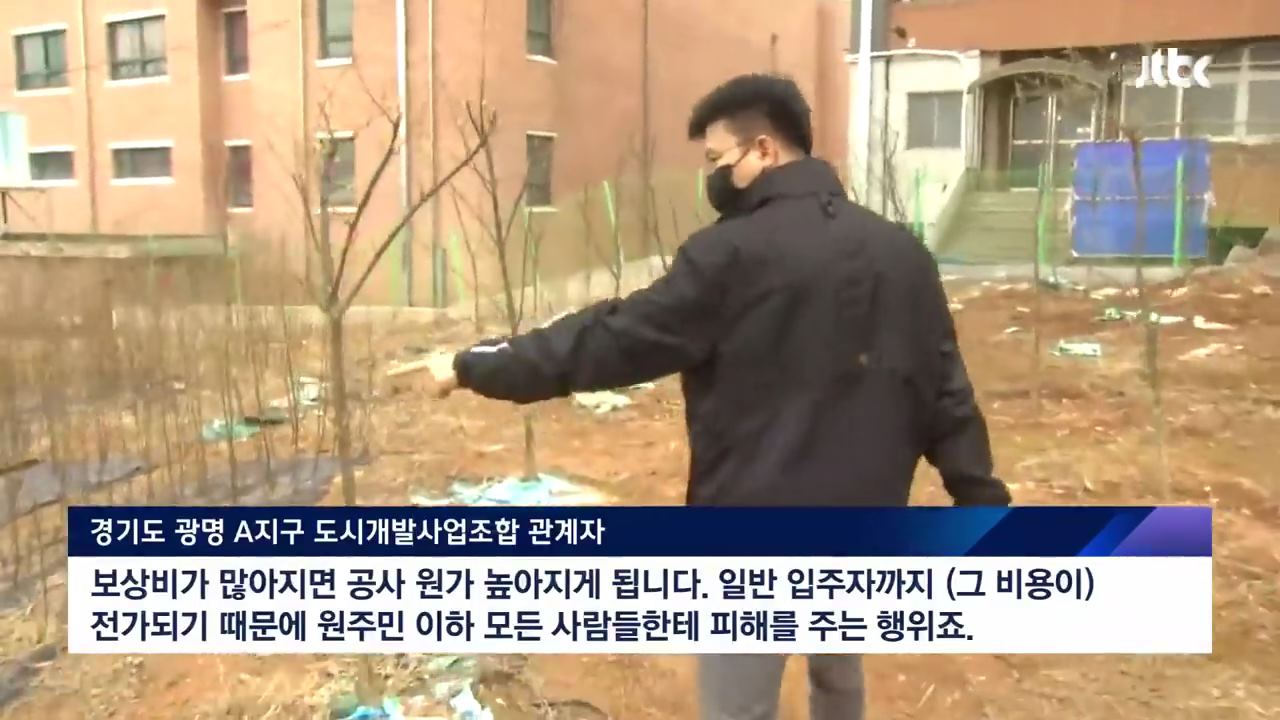 jtbc
경기도 광명 A지구 도시개발사업조합 관계자
보상비가 많아지면 공사 원가 높아지게 됩니다. 일반 입주자까지 (그 비용이)
전가되기 때문에 원주민 이하 모든 사람들한테 피해를 주는 행위죠.